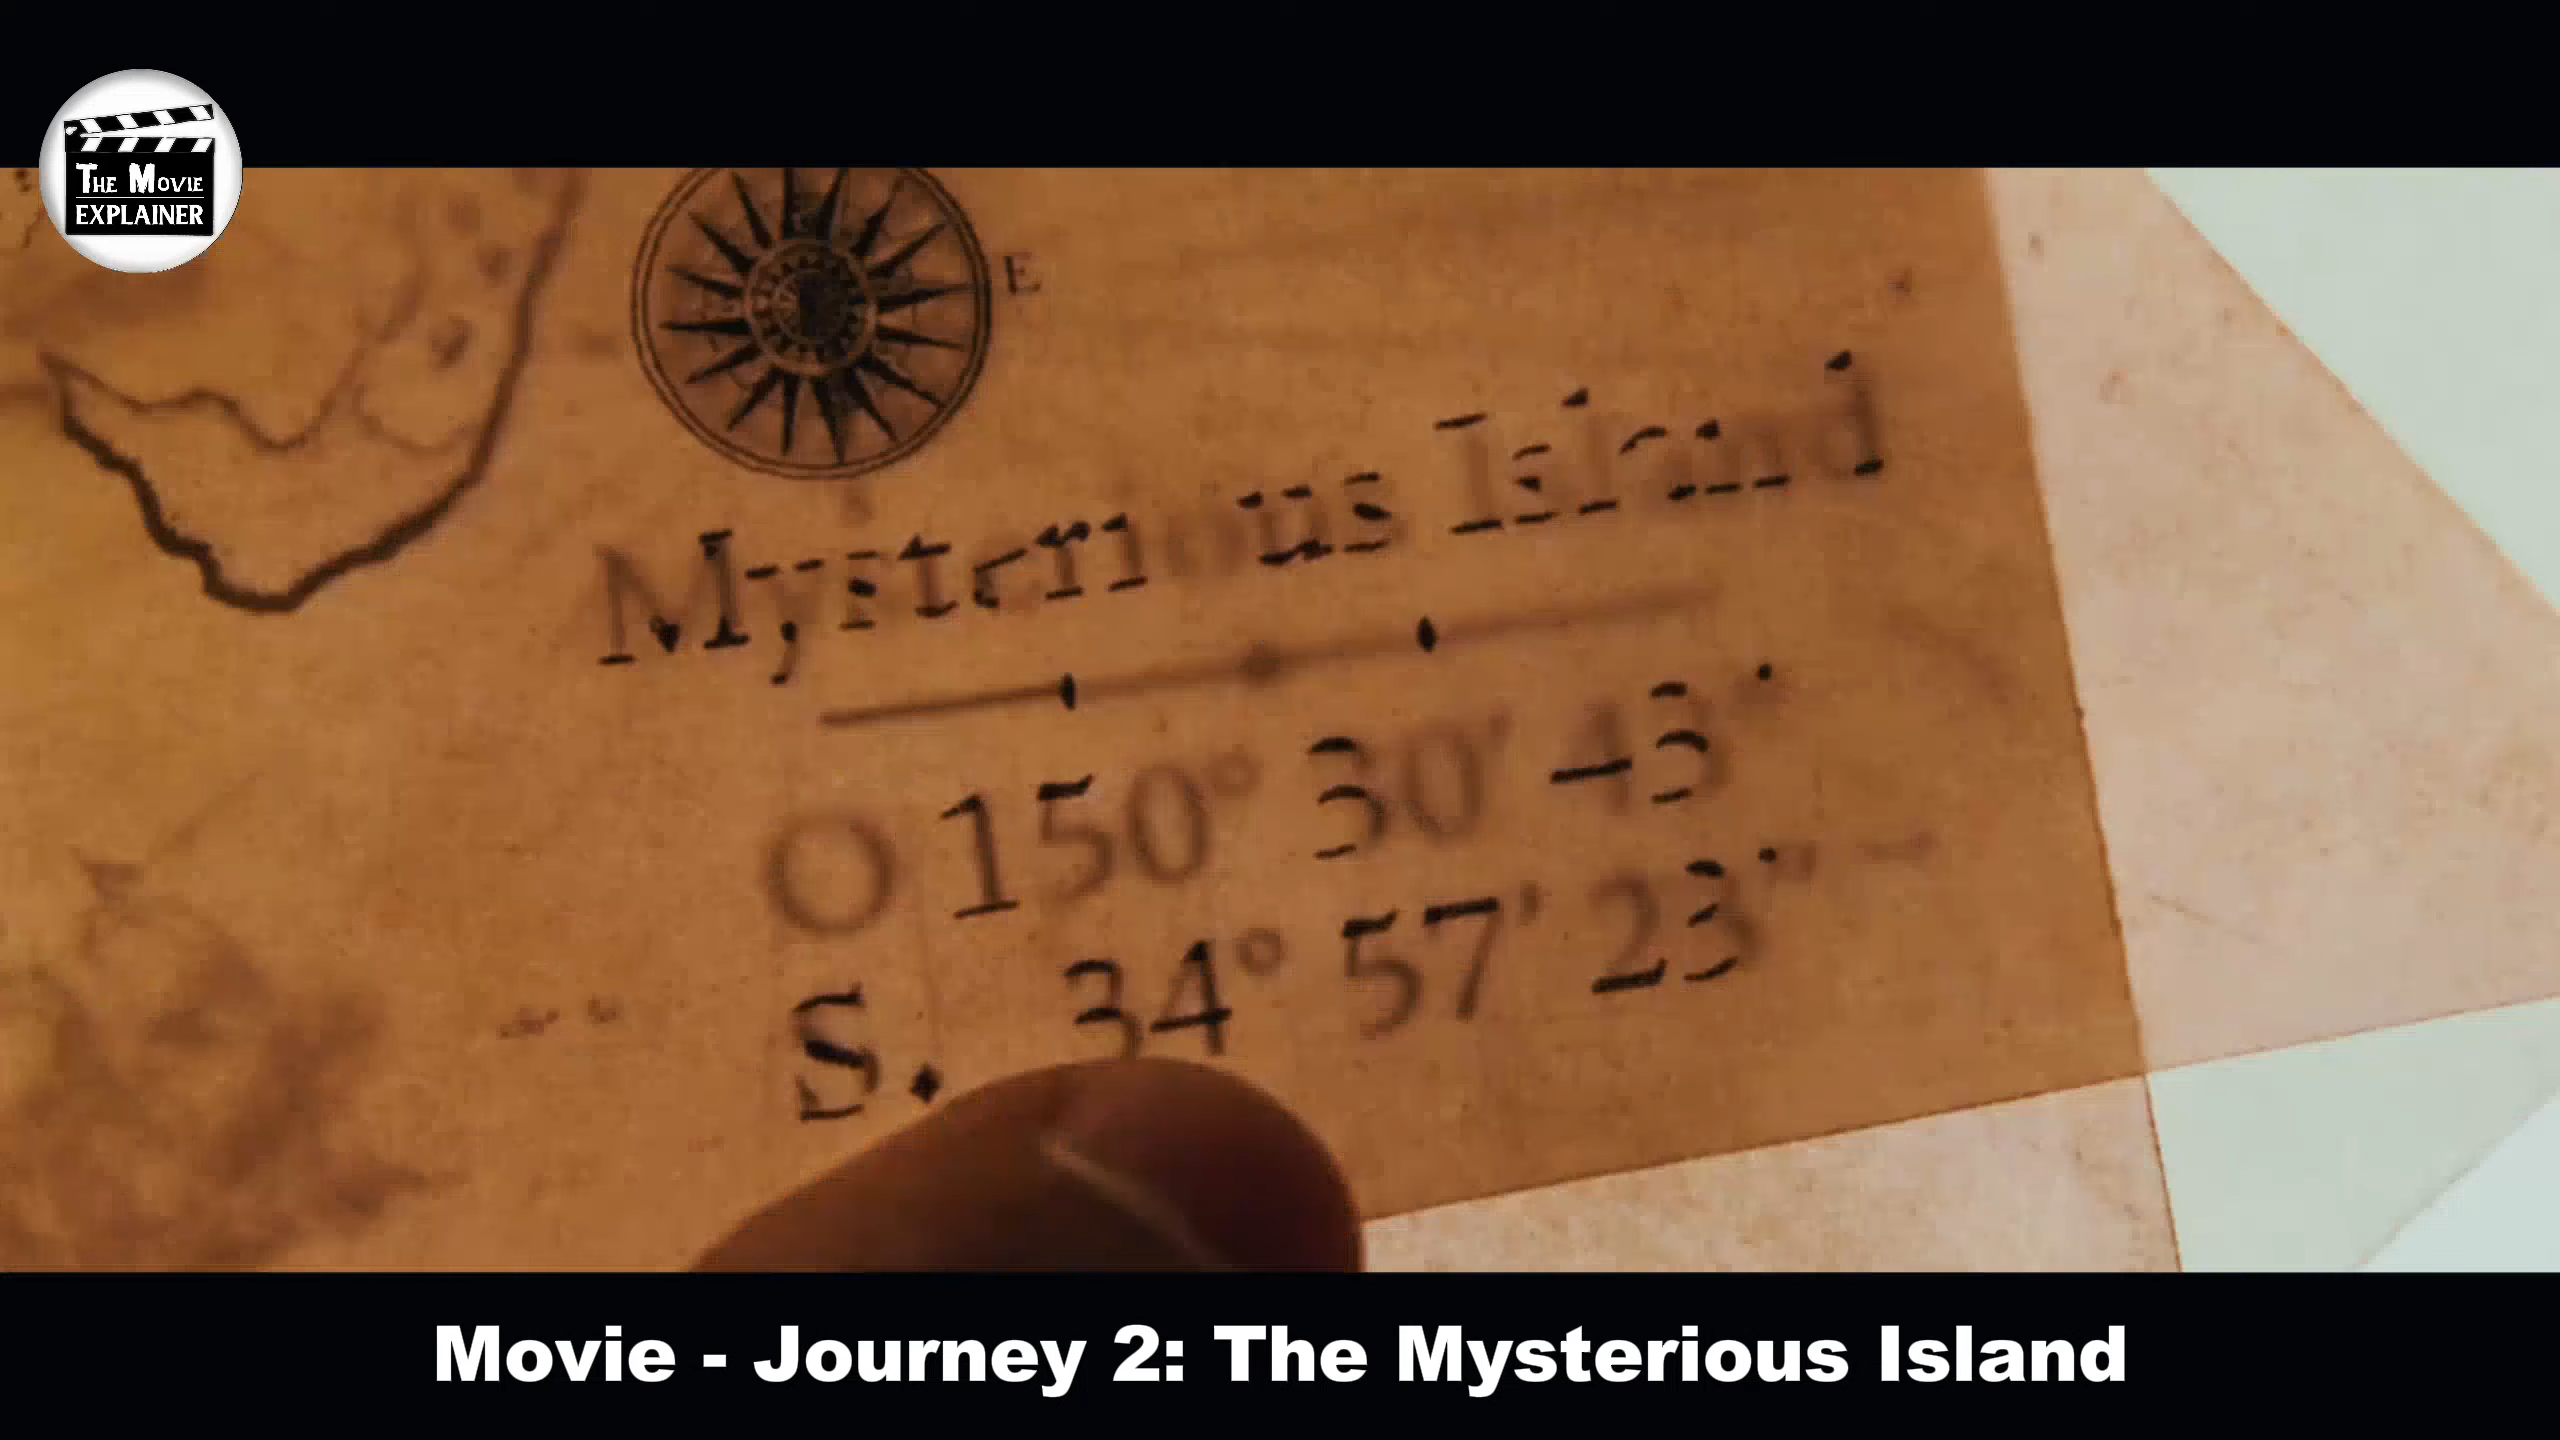 THE MOVIE
EXPLAINER
E
Mysterious Island
O 150° 30' 43"
S. 34° 57' 23"
Movie - Journey 2: The Mysterious Island